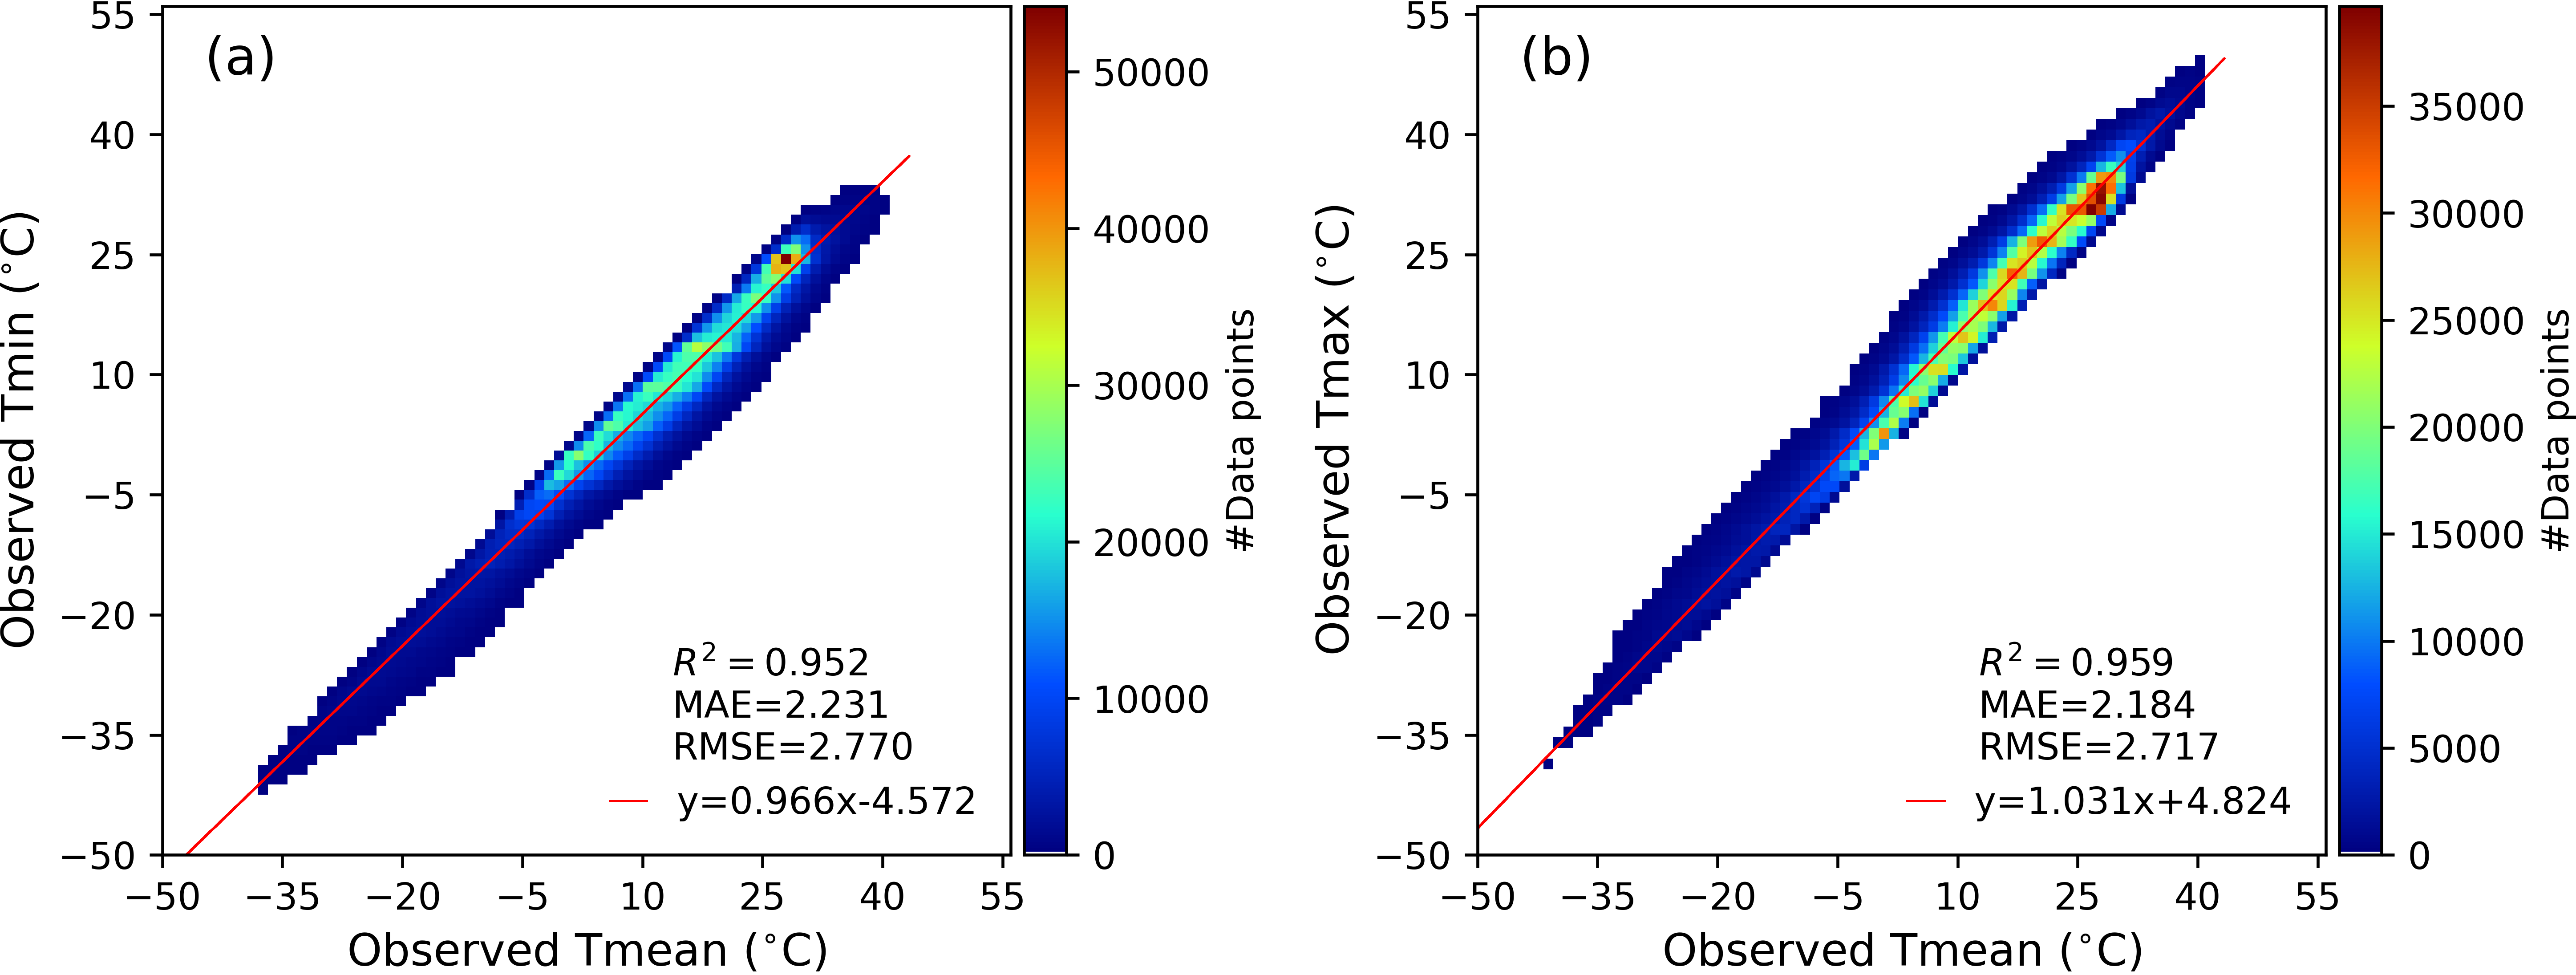 (a)
55
40
25
10
−5
−20
−35
−50
Observed Tmin (°C)
−50 −35 −20 −5 10 25 40 55
Observed Tmean (°C)
R² = 0.952
MAE=2.231
RMSE=2.770
y=0.966x-4.572
50000
40000
30000
20000
10000
0
#Data points
(b)
55
40
25
10
−5
−20
−35
−50
Observed Tmax (°C)
−50 −35 −20 −5 10 25 40 55
Observed Tmean (°C)
R² = 0.959
MAE=2.184
RMSE=2.717
y=1.031x+4.824
35000
30000
25000
20000
15000
10000
5000
0
#Data points